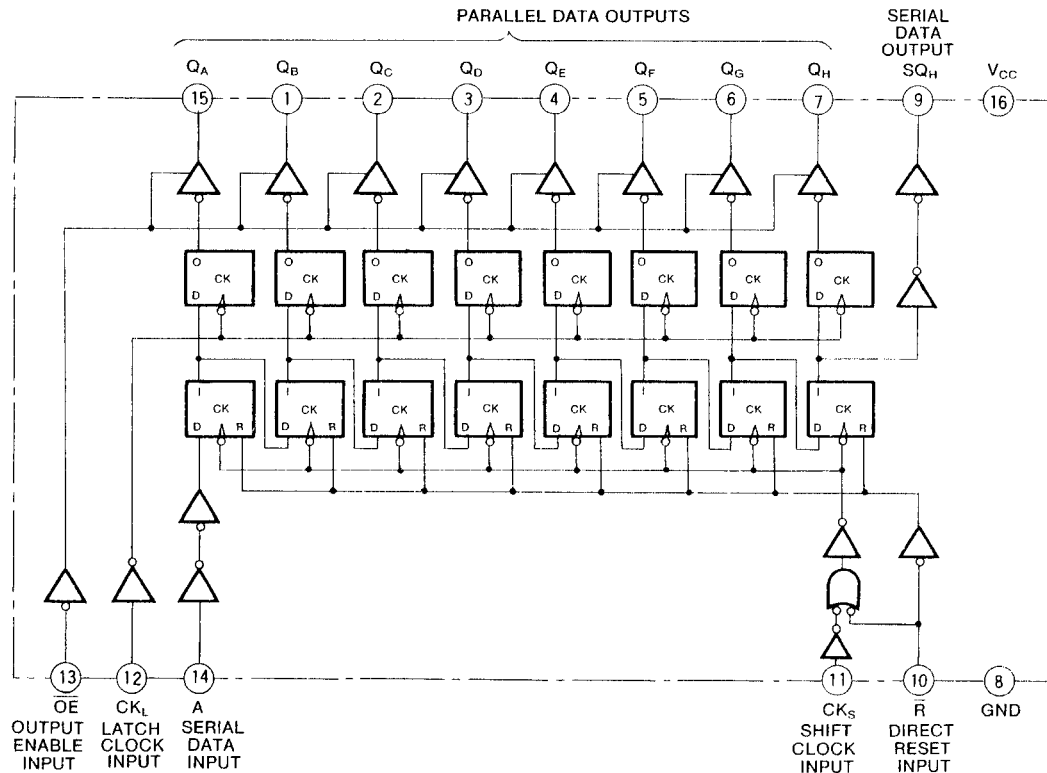 PARALLEL DATA OUTPUTS
SERIAL
DATA
OUTPUT
QA QB QC QD QE QF QG QH SQH VCC
15 1 2 3 4 5 6 7 9 16
O O O O O O O O
CK CK CK CK CK CK CK CK
D D D D D D D D
I I I I I I I I
CK CK CK CK CK CK CK CK
D R D R D R D R D R D R D R D R
13 12 14 11 10 8
OE CKL A CKS R GND
OUTPUT LATCH SERIAL SHIFT DIRECT
ENABLE CLOCK DATA CLOCK RESET
INPUT INPUT INPUT INPUT INPUT